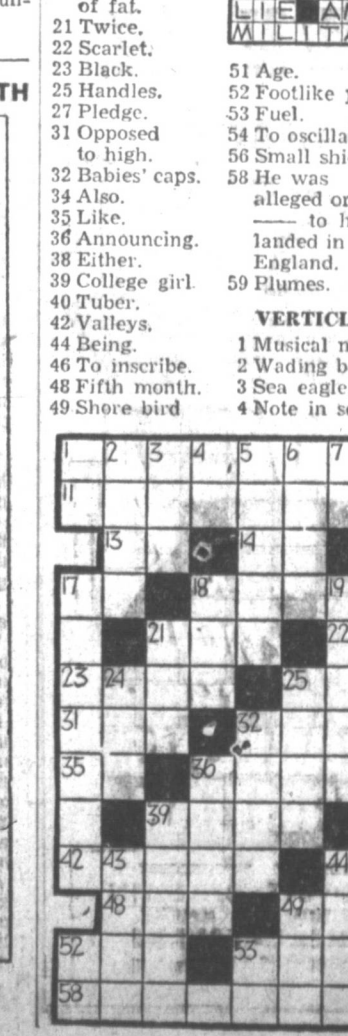 of fat.
21 Twice.
22 Scarlet.
23 Black.
25 Handles.
27 Pledge.
31 Opposed
to high.
32 Babies' caps.
34 Also.
35 Like.
36 Announcing.
38 Either.
39 College girl
40 Tuber.
42 Valleys.
44 Being.
46 To inscribe.
48 Fifth month.
49 Shore bird
TH
LIE A
MILITA
51 Age.
52 Footlike
53 Fuel.
54 To oscilla
56 Small shi
58 He was
alleged or
—— to h
landed in
England.
59 Plumes.
VERTICL
1 Musical n
2 Wading b
3 Sea eagle
4 Note in s
1 2 3 4 5 6 7
11
13 14
17 18 19
21 22
23 24 25
31 32
35 36
39
42 43 44
48 49
52 53
58